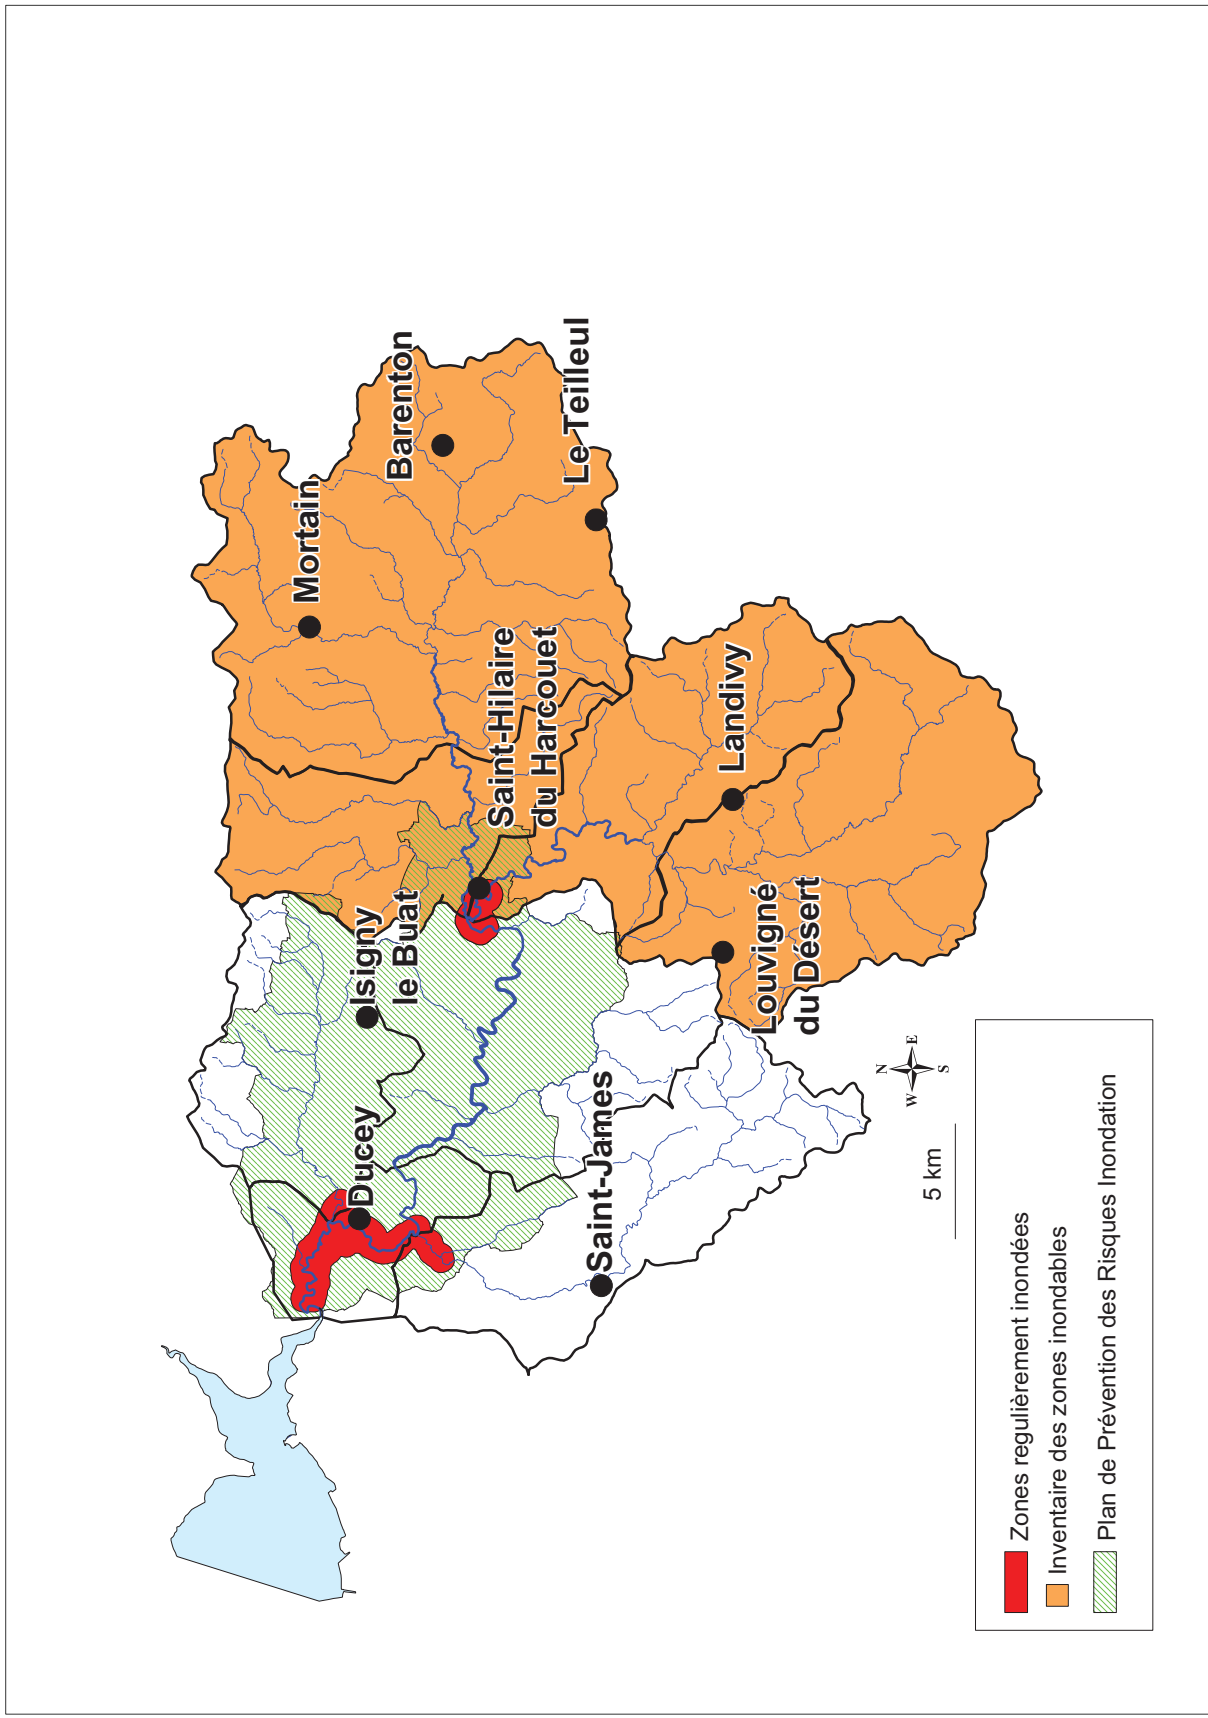 Mortain
Barenton
Le Teilleul
Saint-Hilaire
du Harcouet
Isigny
le Buat
Ducey
Landivy
Louvigné
du Désert
Saint-James
N
W
E
S
5 km
Zones regulièrement inondées
Inventaire des zones inondables
Plan de Prévention des Risques Inondation